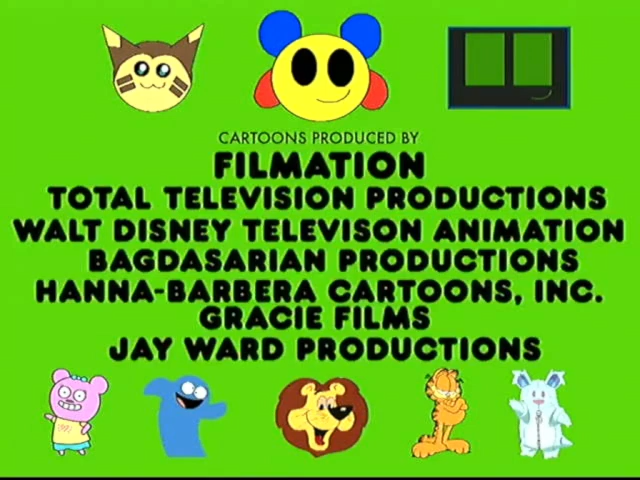 CARTOONS PRODUCED BY
FILMATION
TOTAL TELEVISION PRODUCTIONS
WALT DISNEY TELEVISON ANIMATION
BAGDASARIAN PRODUCTIONS
HANNA-BARBERA CARTOONS, INC.
GRACIE FILMS
JAY WARD PRODUCTIONS